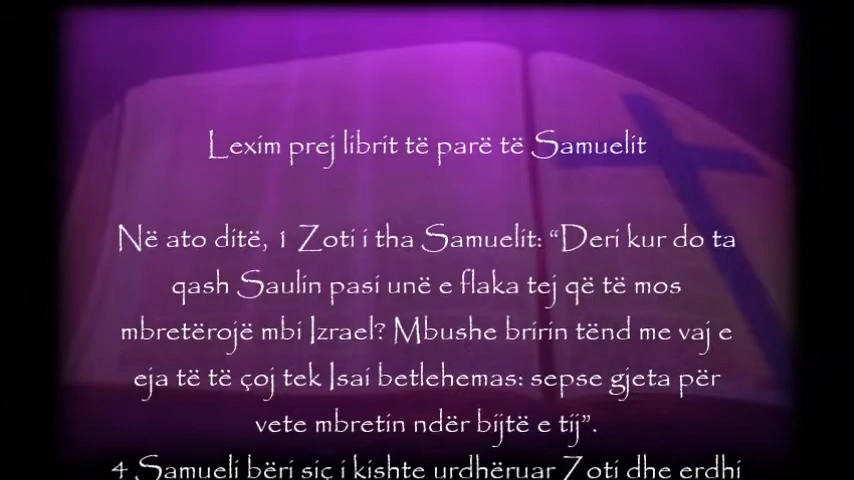 Lexim prej librit të parë të Samuelit
Në ato ditë, 1 Zoti i tha Samuelit: “Deri kur do ta
qash Saulin pasi unë e flaka tej që të mos
mbretërojë mbi Izrael? Mbushe bririn tënd me vaj e
eja të të çoj tek Isai betlehemas: sepse gjeta për
vete mbretin ndër bijtë e tij”.
4 Samueli bëri siç i kishte urdhëruar Zoti dhe erdhi